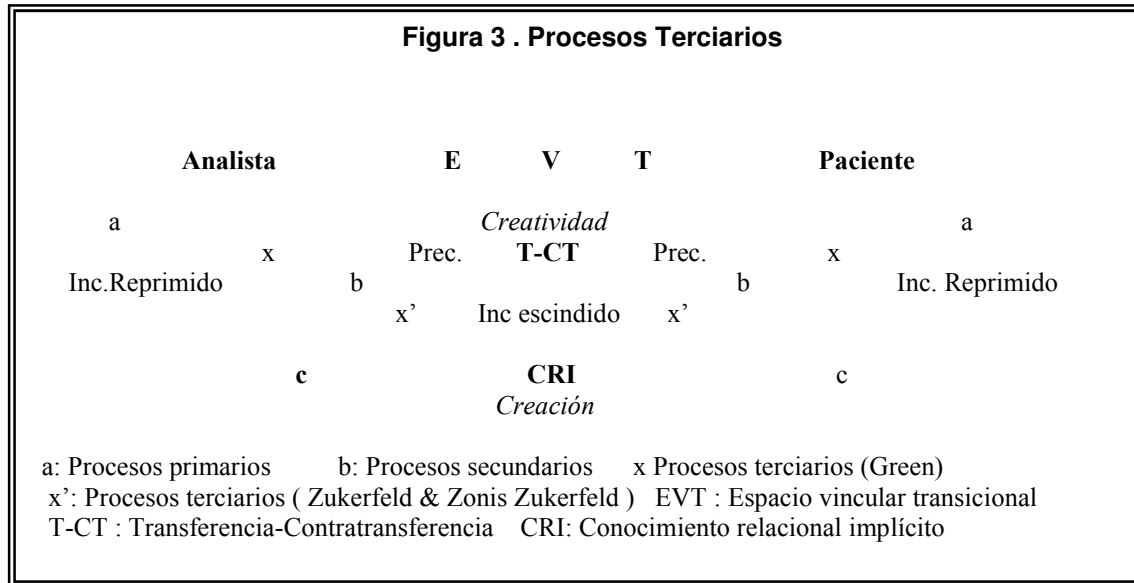 Figura 3 . Procesos Terciarios
Analista E V T Paciente
a Creatividad a
x Prec. T-CT Prec. x
Inc.Reprimido b b Inc. Reprimido
x’ Inc escindido x’
c CRI c
Creación
a: Procesos primarios b: Procesos secundarios x Procesos terciarios (Green)
x’: Procesos terciarios ( Zukerfeld & Zonis Zukerfeld ) EVT : Espacio vincular transicional
T-CT : Transferencia-Contratransferencia CRI: Conocimiento relacional implícito